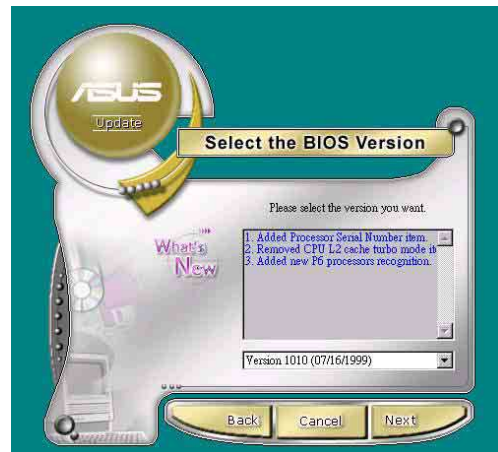 ASUS
Update
Select the BIOS Version
Please select the version you want.
What's
New
1. Added Processor Serial Number item.
2. Removed CPU L2 cache turbo mode it
3. Added new P6 processors recognition.
Version 1010 (07/16/1999)
Back
Cancel
Next